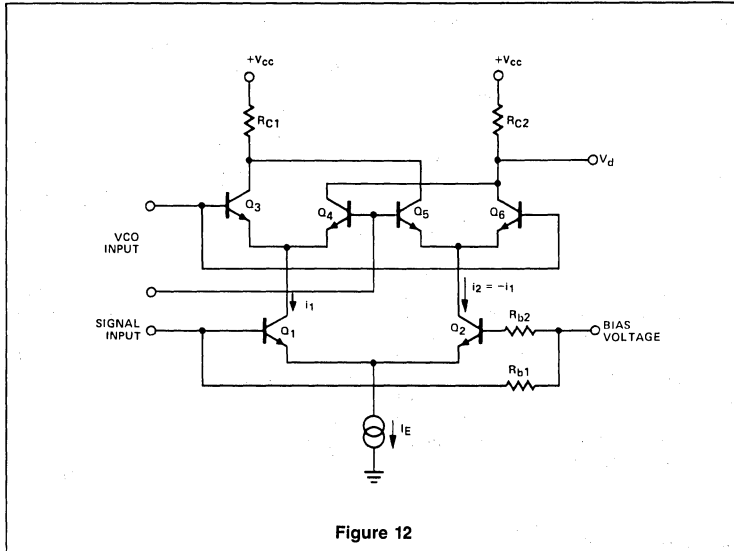 +Vcc
+Vcc
RC1
RC2
Vd
Q3
Q4
Q5
Q6
VCO
INPUT
i1
i2 = -i1
SIGNAL
INPUT
Q1
Q2
Rb2
BIAS
VOLTAGE
Rb1
IE
Figure 12